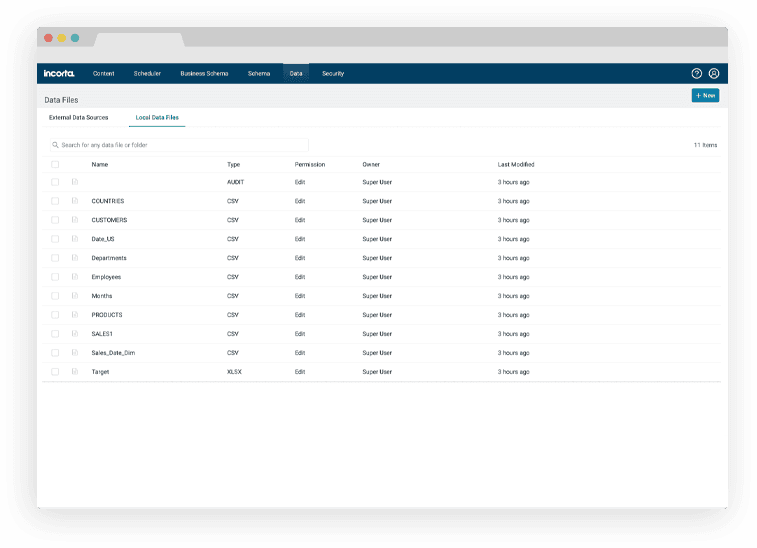 incorta. Content Scheduler Business Schema Schema Data Security
Data Files
+ New
External Data Sources Local Data Files
Search for any data file or folder 11 Items
Name Type Permission Owner Last Modified
AUDIT Edit Super User 3 hours ago
COUNTRIES CSV Edit Super User 3 hours ago
CUSTOMERS CSV Edit Super User 3 hours ago
Date_US CSV Edit Super User 3 hours ago
Departments CSV Edit Super User 3 hours ago
Employees CSV Edit Super User 3 hours ago
Months CSV Edit Super User 3 hours ago
PRODUCTS CSV Edit Super User 3 hours ago
SALES1 CSV Edit Super User 3 hours ago
Sales_Date_Dim CSV Edit Super User 3 hours ago
Target XLSX Edit Super User 3 hours ago